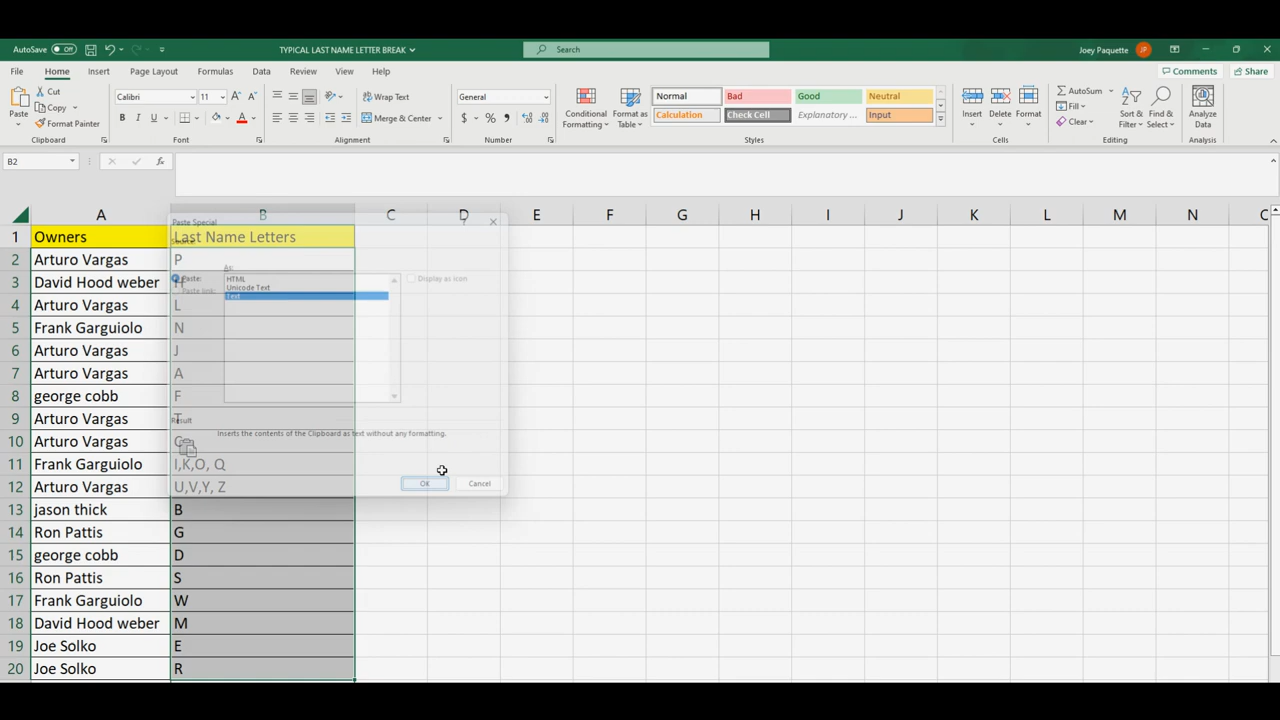 AutoSave Off
TYPICAL LAST NAME LETTER BREAK
Search
Joey Paquette JP
File Home Insert Page Layout Formulas Data Review View Help
Comments Share
Paste
Cut
Copy
Format Painter
Clipboard
Calibri 11
B I U
Font
Wrap Text
Merge & Center
Alignment
General
$ % ,
Number
Conditional Formatting
Format as Table
Normal Bad Good Neutral
Calculation Check Cell Explanatory ... Input
Styles
Insert Delete Format
Cells
AutoSum
Fill
Clear
Sort & Filter
Find & Select
Editing
Analyze Data
Analysis
B2 fx
A B C D E F G H I J K L M N
1 Owners Last Name Letters
2 Arturo Vargas P
3 David Hood weber H
4 Arturo Vargas L
5 Frank Garguiolo N
6 Arturo Vargas J
7 Arturo Vargas A
8 george cobb F
9 Arturo Vargas T
10 Arturo Vargas C
11 Frank Garguiolo I,K,O, Q
12 Arturo Vargas U,V,Y, Z
13 jason thick B
14 Ron Pattis G
15 george cobb D
16 Ron Pattis S
17 Frank Garguiolo W
18 David Hood weber M
19 Joe Solko E
20 Joe Solko R
Paste Special ?
Source:
As:
Paste:
Paste link:
HTML
Unicode Text
Text
Display as icon
Result
Inserts the contents of the Clipboard as text without any formatting.
OK Cancel